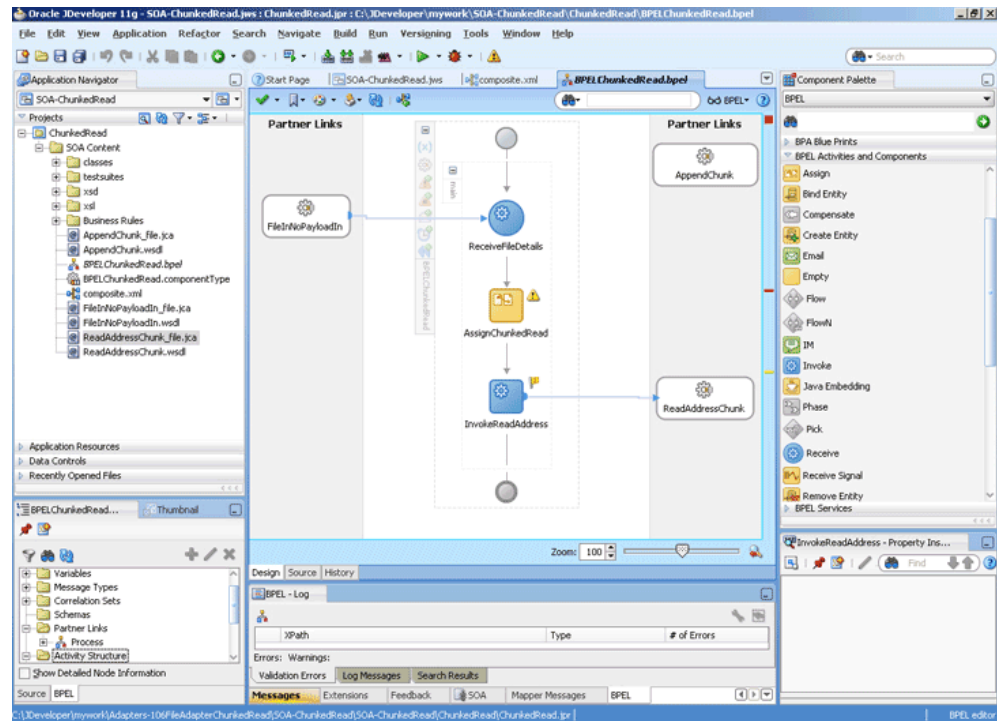 Oracle JDeveloper 11g - SOA-ChunkedRead.jws : ChunkedRead.jpr : C:\JDeveloper\mywork\SOA-ChunkedRead\ChunkedRead\BPELChunkedRead.bpel
File Edit View Application Refactor Search Navigate Build Run Versigning Tools Window Help
Search
Application Navigator
Start Page
SOA-ChunkedRead.jws
composite.xml
BPELChunkedRead.bpel
Component Palette
SOA-ChunkedRead
BPEL
BPEL
Projects
ChunkedRead
SOA Content
classes
testsuites
xsd
xsl
Business Rules
AppendChunk_file.jca
AppendChunk.wsdl
BPELChunkedRead.bpel
BPELChunkedRead.componentType
composite.xml
FileInNoPayloadIn_file.jca
FileInNoPayloadIn.wsdl
ReadAddressChunk_file.jca
ReadAddressChunk.wsdl
Application Resources
Data Controls
Recently Opened Files
Partner Links
Partner Links
main
BPELChunkedRead
AppendChunk
FileInNoPayloadIn
ReceiveFileDetails
AssignChunkedRead
InvokeReadAddress
ReadAddressChunk
Zoom: 100
Design Source History
BPA Blue Prints
BPEL Activities and Components
Assign
Bind Entity
Compensate
Create Entity
Email
Empty
Flow
FlowN
IM
Invoke
Java Embedding
Phase
Pick
Receive
Receive Signal
Remove Entity
BPEL Services
BPELChunkedRead...
Thumbnail
Variables
Message Types
Correlation Sets
Schemas
Partner Links
Process
Activity Structure
Show Detailed Node Information
Source BPEL
BPEL - Log
XPath Type # of Errors
Errors: Warnings:
Validation Errors Log Messages Search Results
Messages Extensions Feedback SOA Mapper Messages BPEL
InvokeReadAddress - Property Ins...
Find
C:\JDeveloper\mywork\Adapters-106FileAdapterChunkedRead\SOA-ChunkedRead\SOA-ChunkedRead\ChunkedRead\ChunkedRead.jpr
BPEL editor